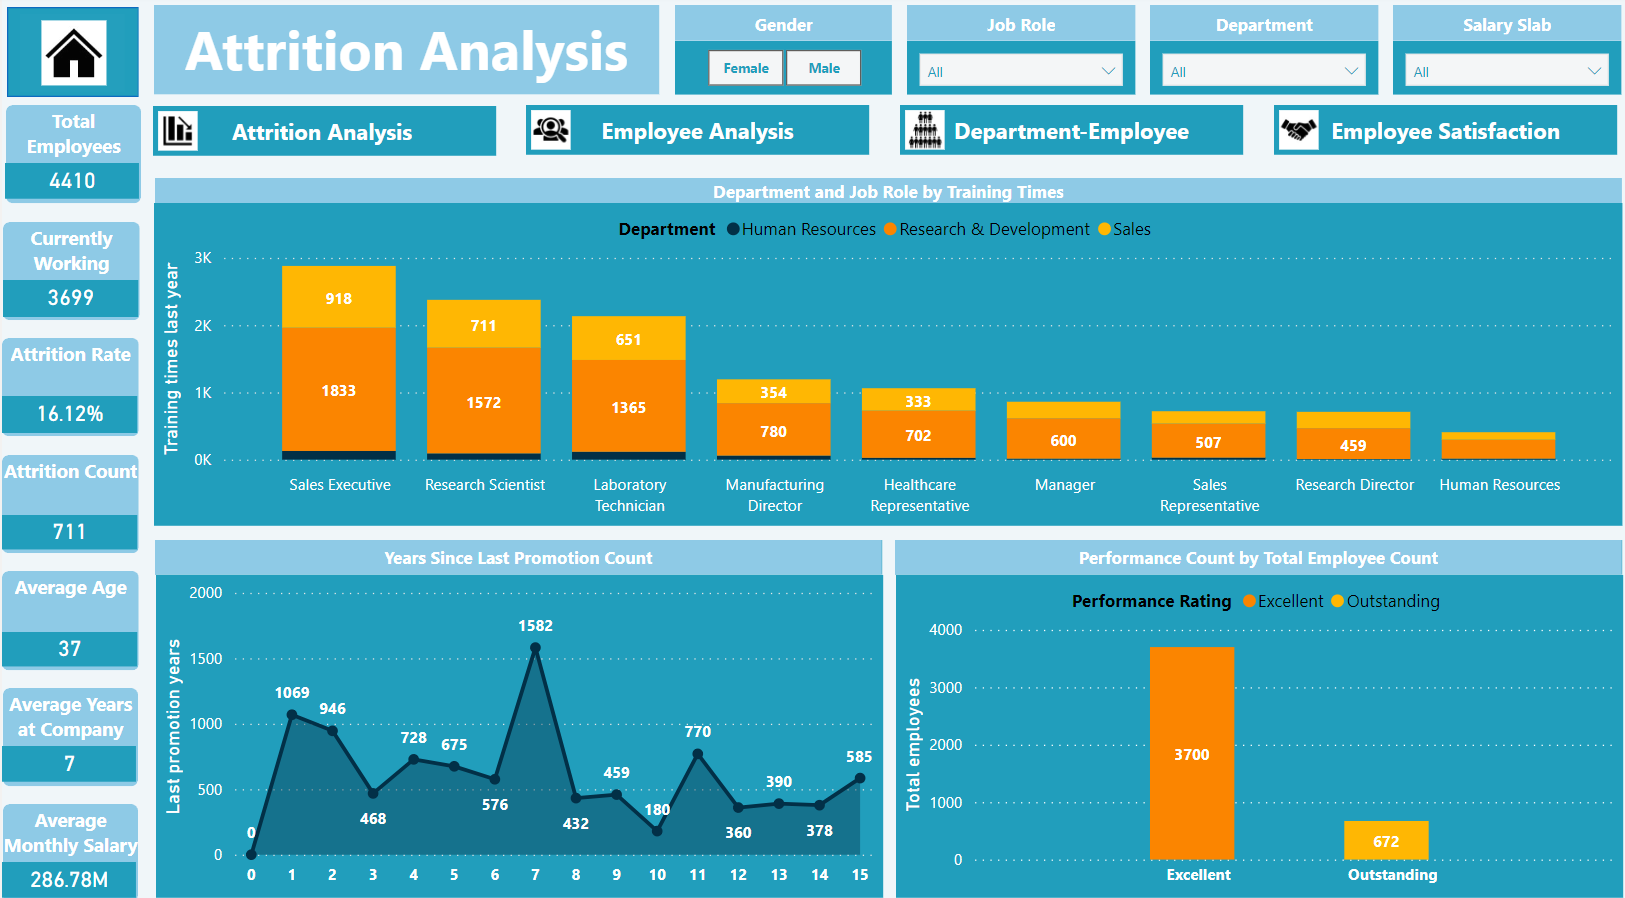 Attrition Analysis
Gender
Female Male
Job Role
All
Department
All
Salary Slab
All
Attrition Analysis
Employee Analysis
Department-Employee
Employee Satisfaction
Total
Employees
4410
Currently
Working
3699
Attrition Rate
16.12%
Attrition Count
711
Average Age
37
Average Years
at Company
7
Average
Monthly Salary
286.78M
Department and Job Role by Training Times
Department Human Resources Research & Development Sales
Training times last year
3K
2K
1K
0K
918
1833
711
1572
651
1365
354
780
333
702
600
507
459
Sales Executive
Research Scientist
Laboratory
Technician
Manufacturing
Director
Healthcare
Representative
Manager
Sales
Representative
Research Director
Human Resources
Years Since Last Promotion Count
Last promotion years
2000
1500
1000
500
0
0
1069
946
468
728
675
576
1582
432
459
180
770
360
390
378
585
0 1 2 3 4 5 6 7 8 9 10 11 12 13 14 15
Performance Count by Total Employee Count
Performance Rating Excellent Outstanding
Total employees
4000
3000
2000
1000
0
3700
672
Excellent Outstanding